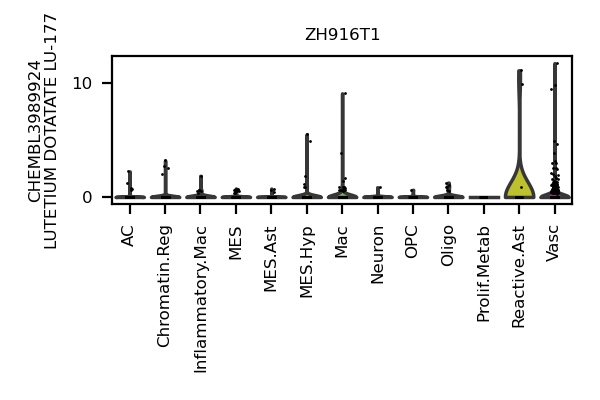 ZH916T1
CHEMBL3989924
LUTETIUM DOTATATE LU-177
10
0
AC
Chromatin.Reg
Inflammatory.Mac
MES
MES.Ast
MES.Hyp
Mac
Neuron
OPC
Oligo
Prolif.Metab
Reactive.Ast
Vasc